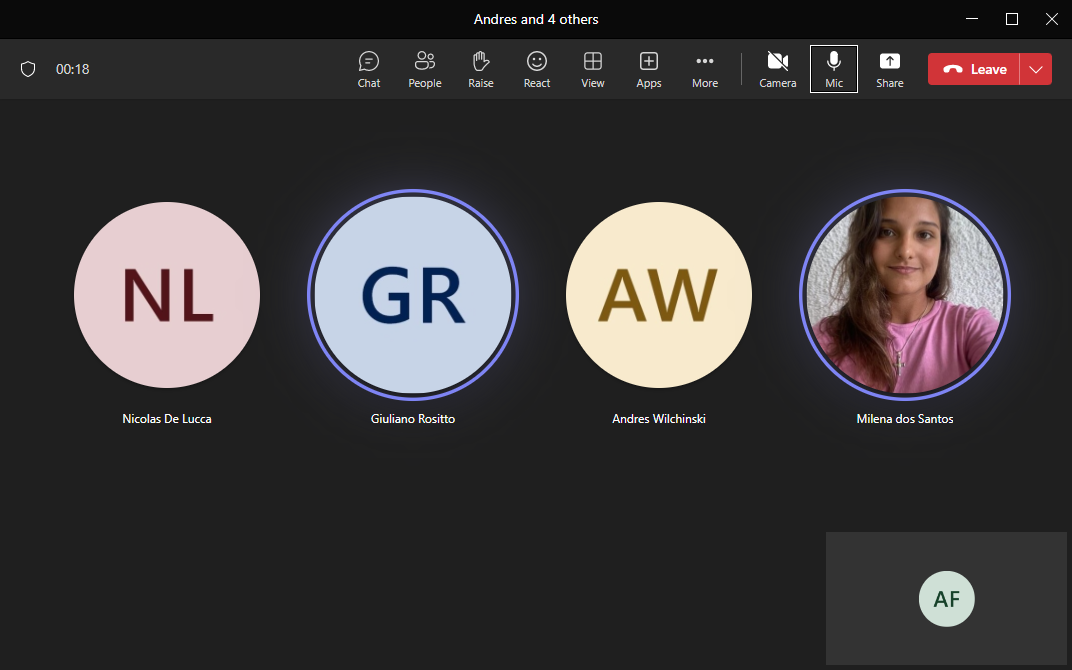 Andres and 4 others
00:18
Chat People Raise React View Apps More Camera Mic Share Leave
NL GR AW
Nicolas De Lucca Giuliano Rositto Andres Wilchinski Milena dos Santos
AF